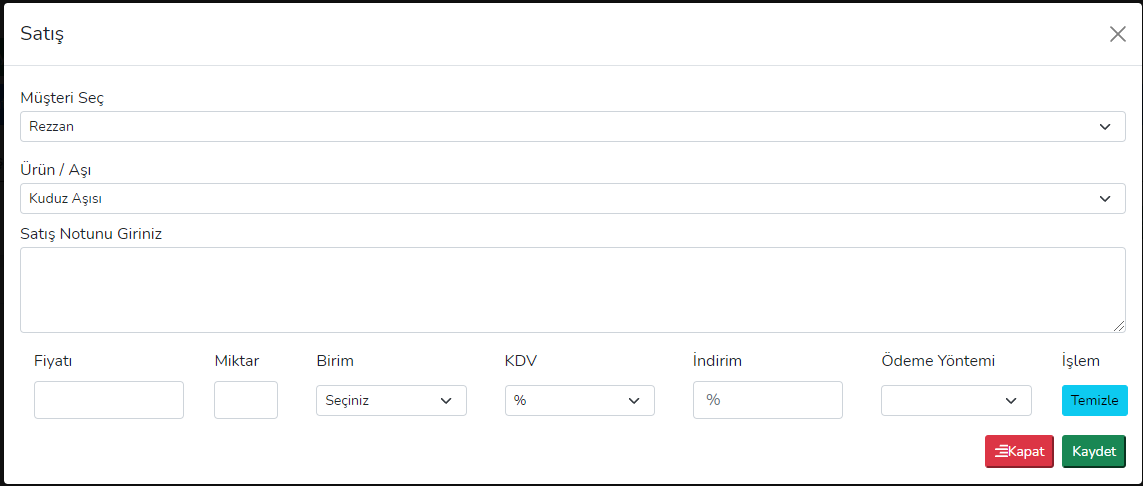 Satış
Müşteri Seç
Rezzan
Ürün / Aşı
Kuduz Aşısı
Satış Notunu Giriniz
Fiyatı Miktar Birim KDV İndirim Ödeme Yöntemi İşlem
Seçiniz % % Temizle
Kapat Kaydet